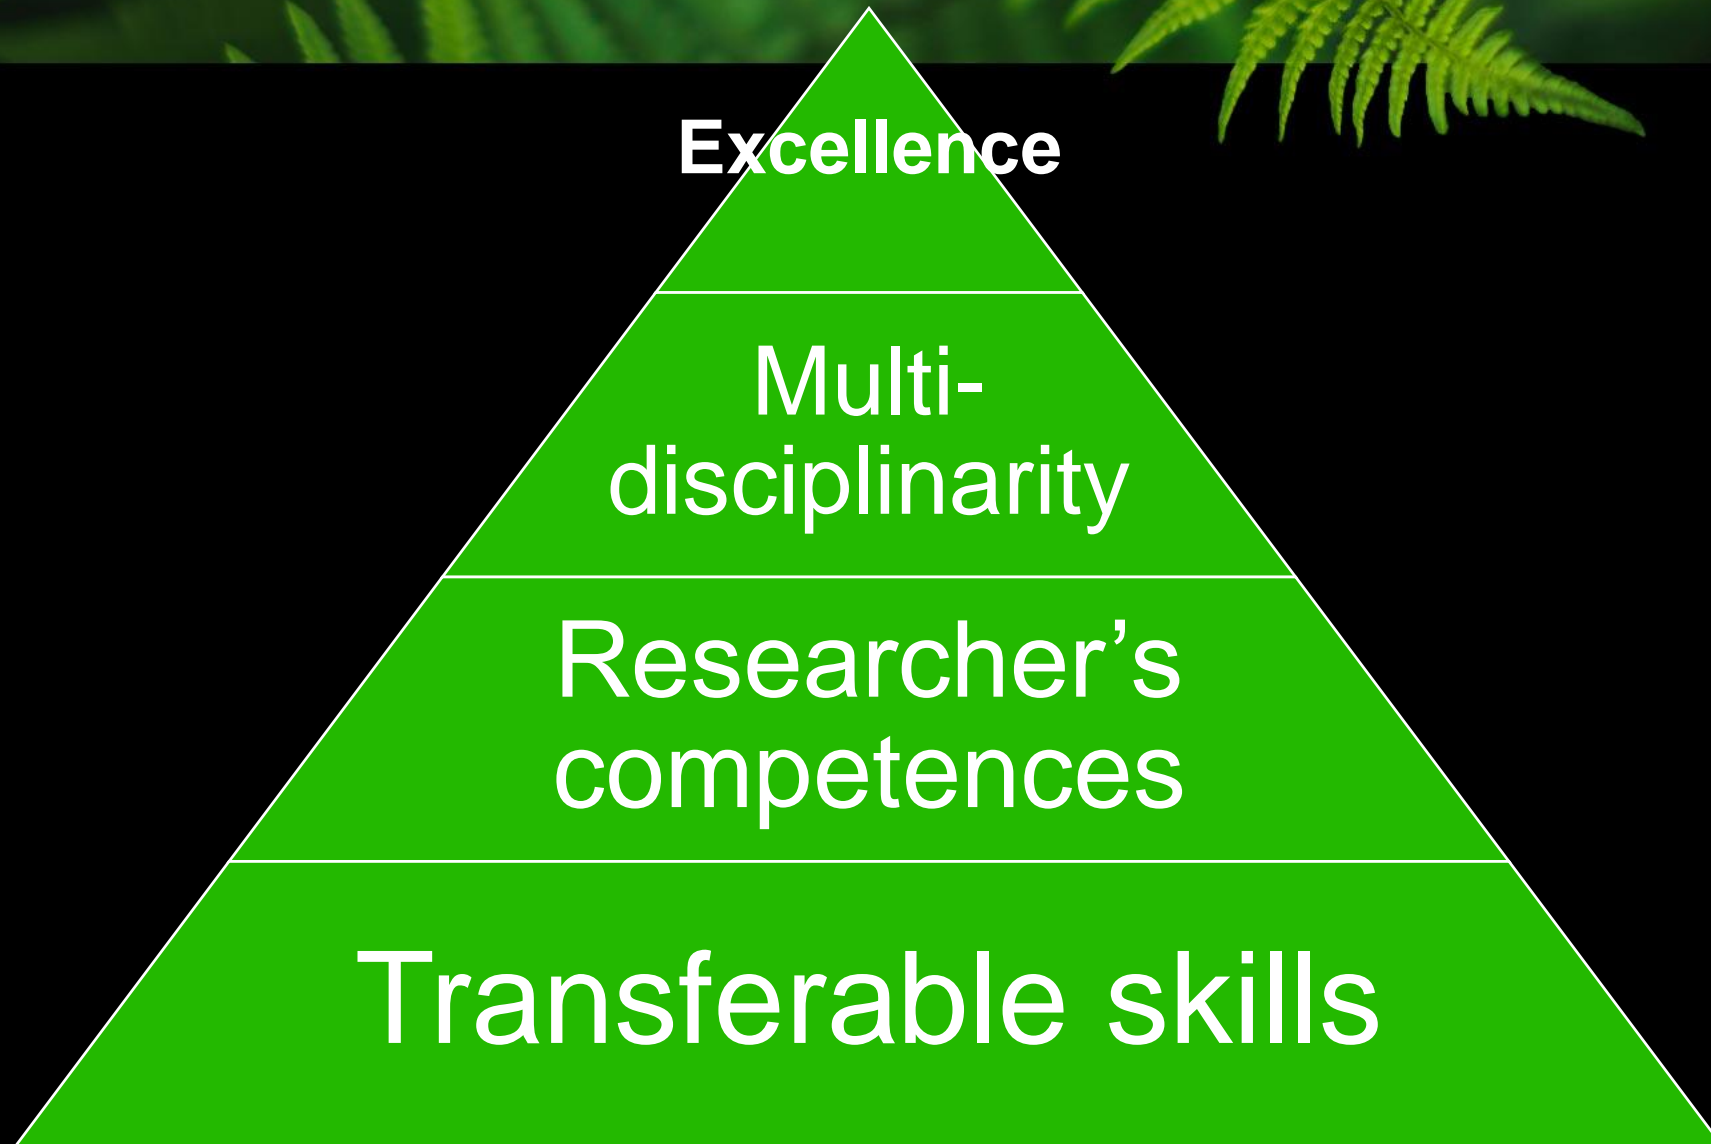 Excellence
Multi-
disciplinarity
Researcher’s
competences
Transferable skills